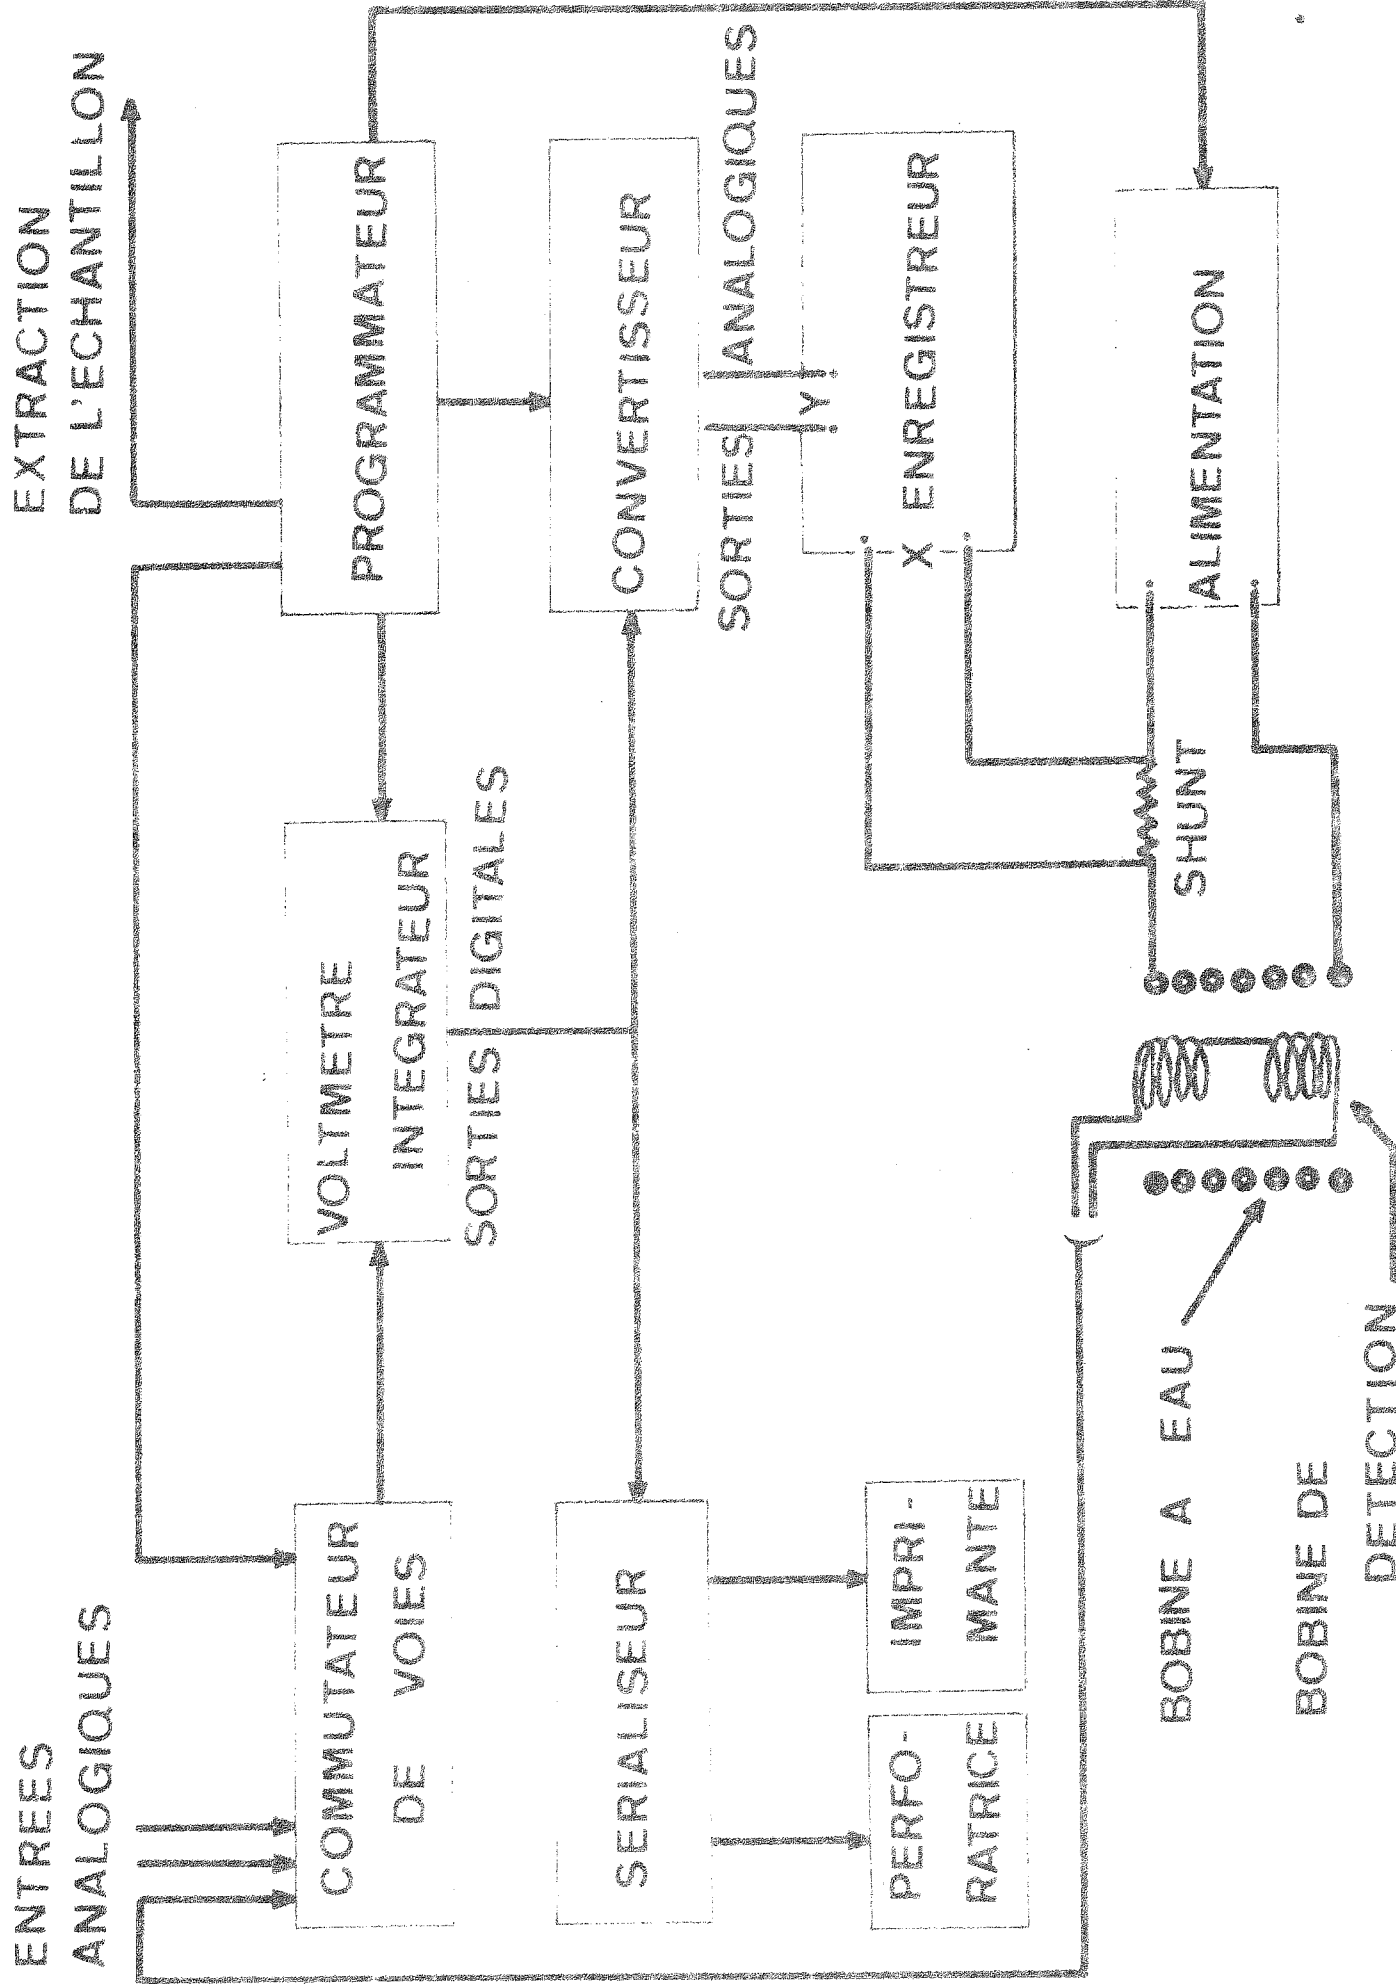 ENTREES
ANALOGIQUES
EXTRACTION
DE L'ECHANTILLON
COMMUTATEUR
DE VOIES
VOLTMETRE
INTEGRATEUR
PROGRAMMATEUR
SORTIES DIGITALES
SERIALISEUR
CONVERTISSEUR
SORTIES ANALOGIQUES
PERFO-
RATRICE
IMPRI-
MANTE
Y
X ENREGISTREUR
SHUNT
ALIMENTATION
BOBINE A EAU
BOBINE DE
DETECTION